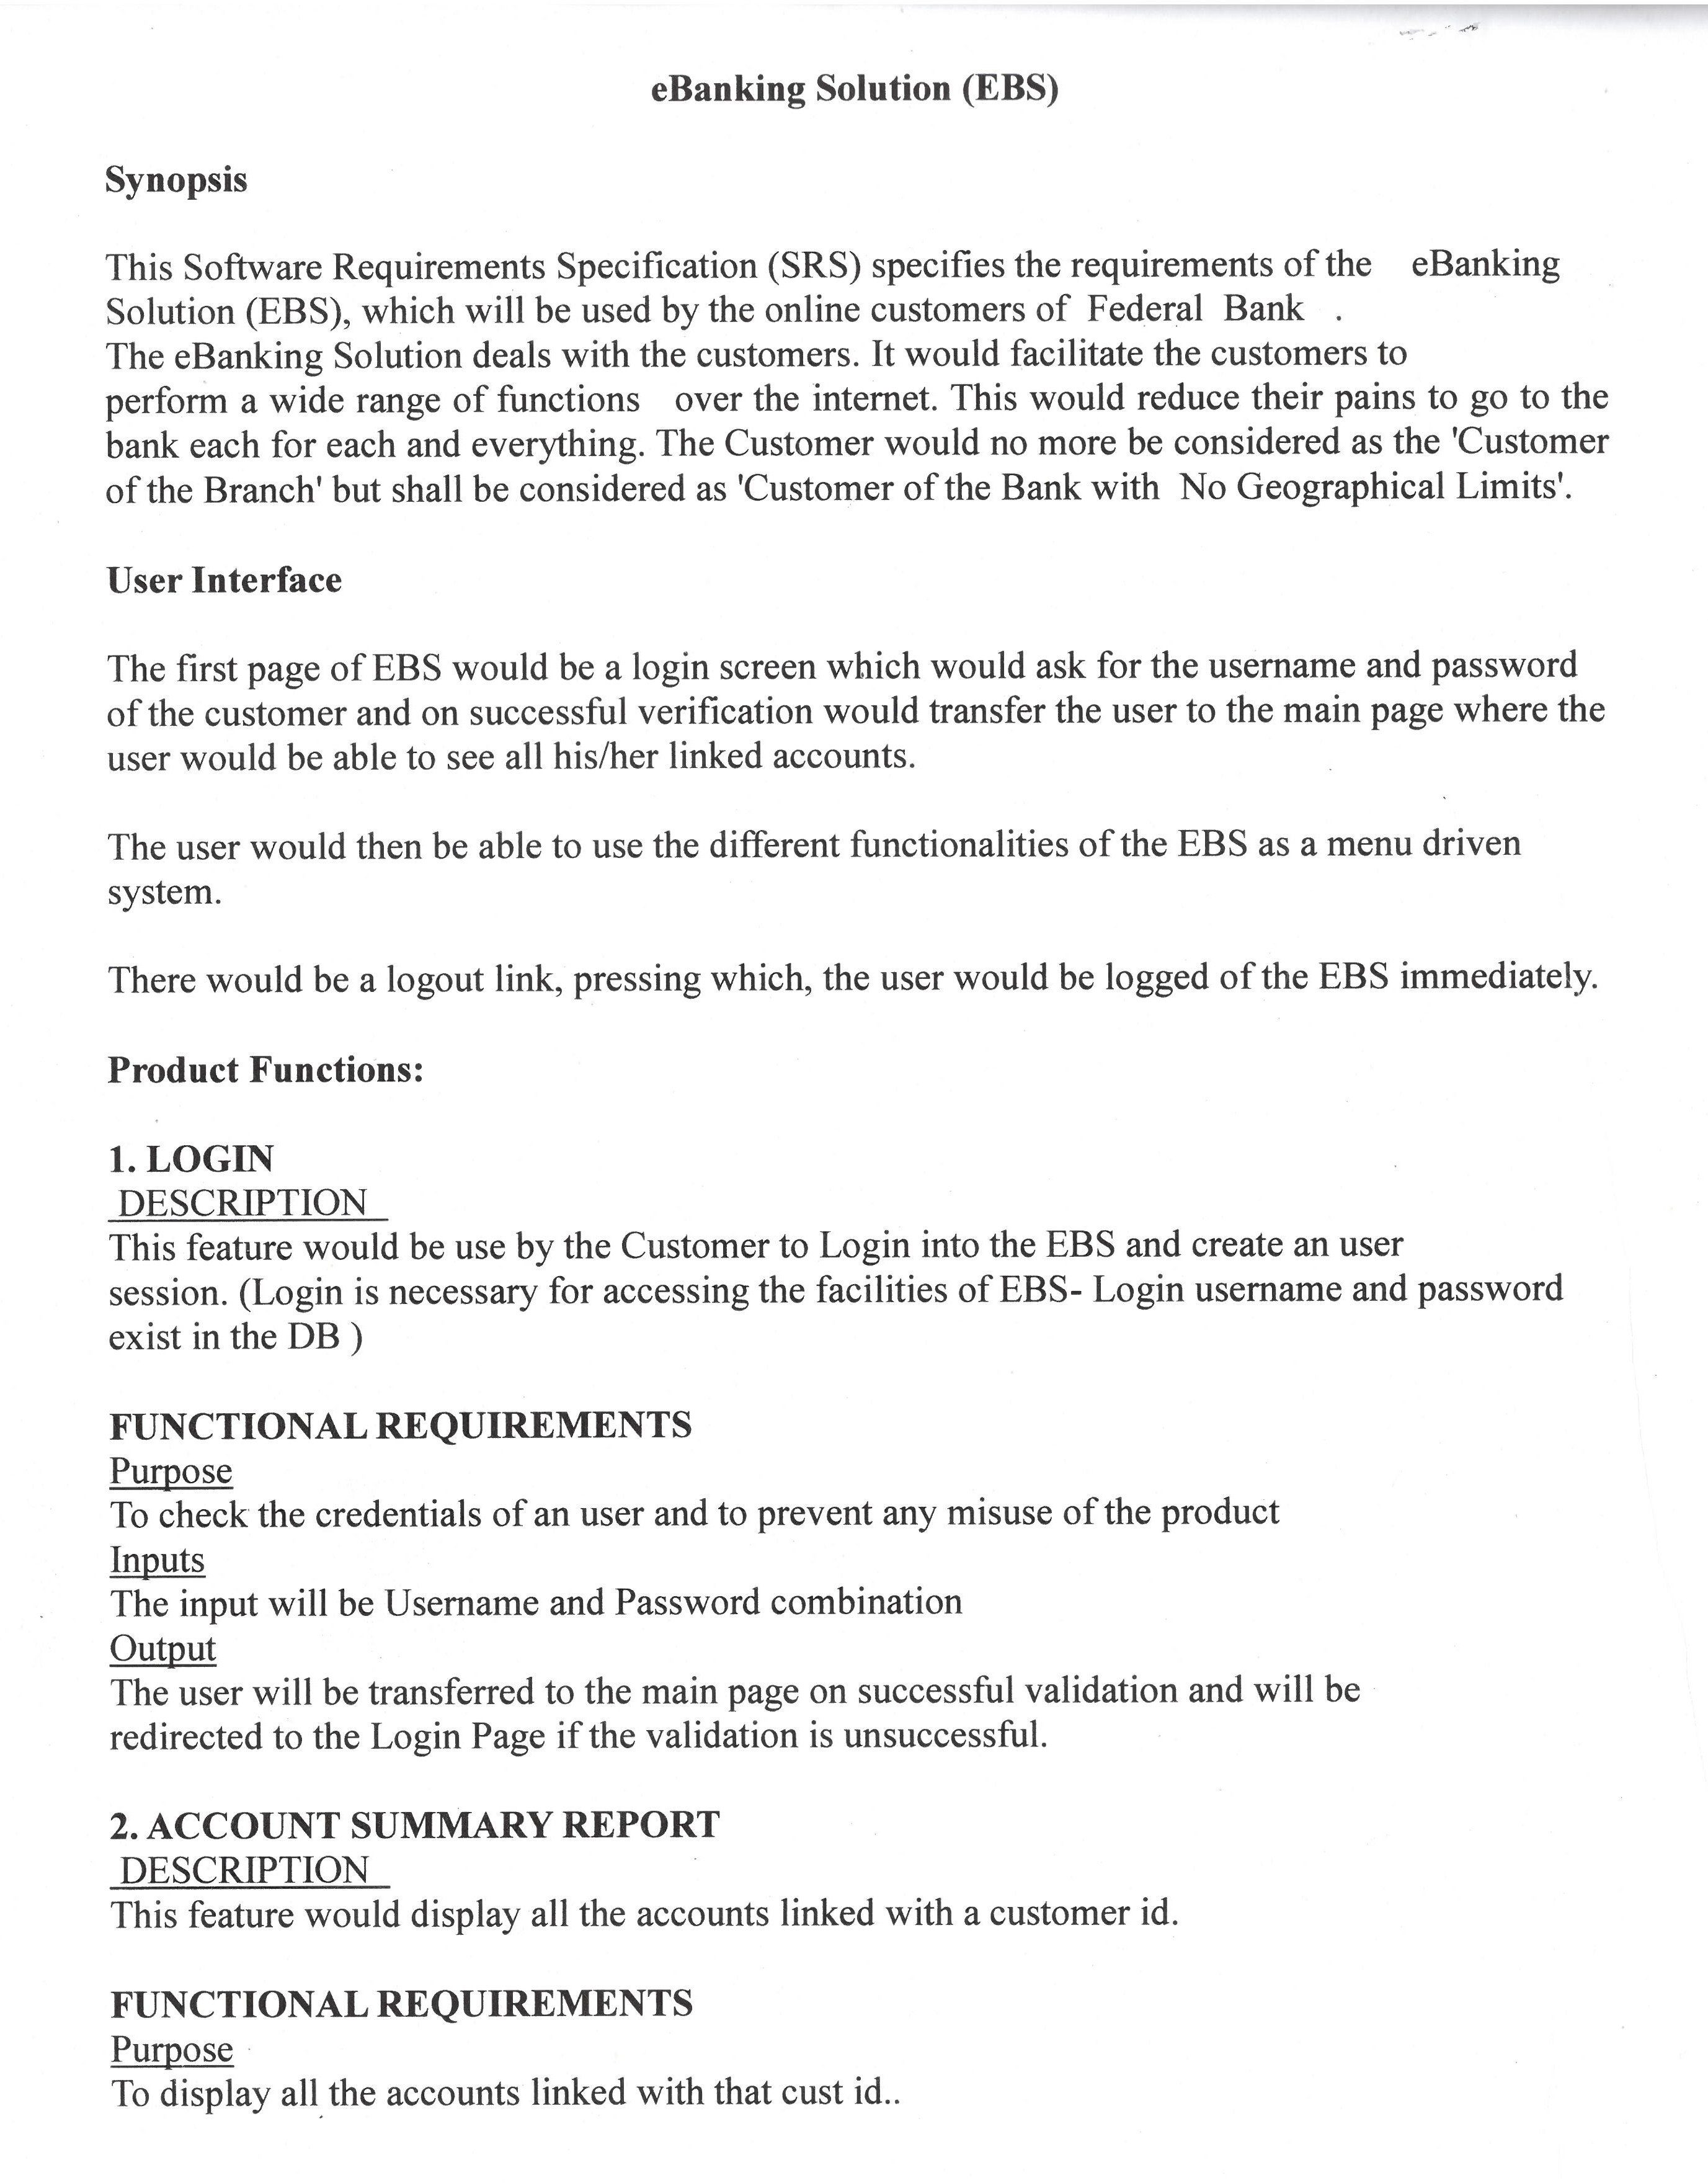 eBanking Solution (EBS)
Synopsis
This Software Requirements Specification (SRS) specifies the requirements of the eBanking
Solution (EBS), which will be used by the online customers of Federal Bank .
The eBanking Solution deals with the customers. It would facilitate the customers to
perform a wide range of functions over the internet. This would reduce their pains to go to the
bank each for each and everything. The Customer would no more be considered as the 'Customer
of the Branch' but shall be considered as 'Customer of the Bank with No Geographical Limits'.
User Interface
The first page of EBS would be a login screen which would ask for the username and password
of the customer and on successful verification would transfer the user to the main page where the
user would be able to see all his/her linked accounts.
The user would then be able to use the different functionalities of the EBS as a menu driven
system.
There would be a logout link, pressing which, the user would be logged of the EBS immediately.
Product Functions:
1. LOGIN
DESCRIPTION
This feature would be use by the Customer to Login into the EBS and create an user
session. (Login is necessary for accessing the facilities of EBS- Login username and password
exist in the DB )
FUNCTIONAL REQUIREMENTS
Purpose
To check the credentials of an user and to prevent any misuse of the product
Inputs
The input will be Username and Password combination
Output
The user will be transferred to the main page on successful validation and will be
redirected to the Login Page if the validation is unsuccessful.
2. ACCOUNT SUMMARY REPORT
DESCRIPTION
This feature would display all the accounts linked with a customer id.
FUNCTIONAL REQUIREMENTS
Purpose
To display all the accounts linked with that cust id..